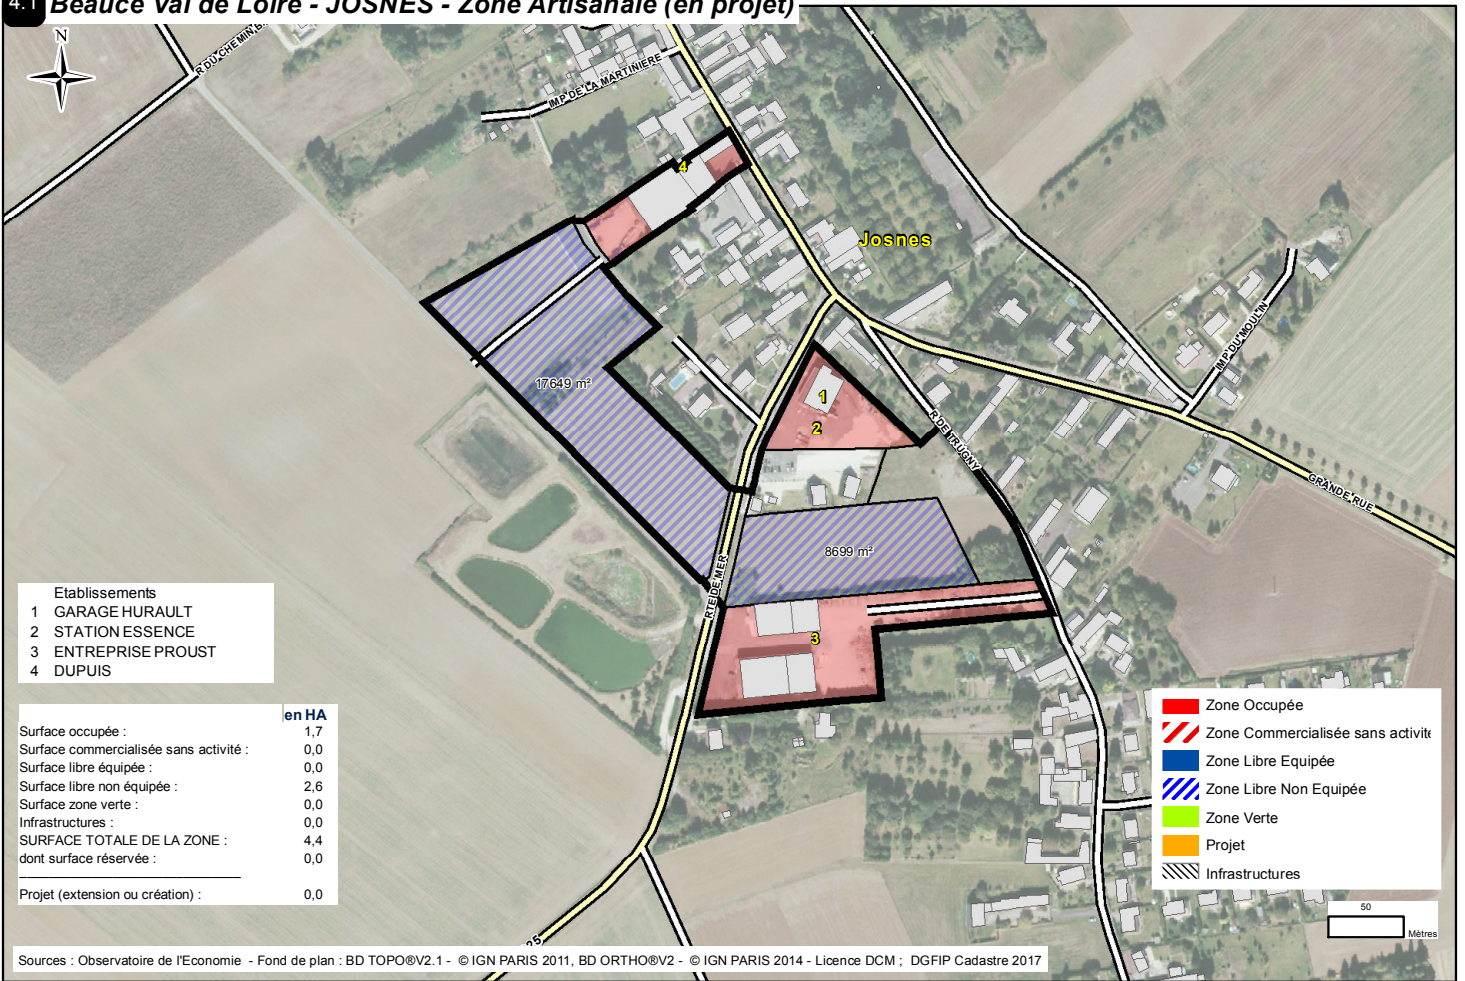 4.1 Beauce Val de Loire - JOSNES - Zone Artisanale (en projet)
N
R DU CHEMIN
IMP DE LA MARTINIERE
4
Josnes
IMP DU MOULIN
17649 m²
1
2
R DE TRUGNY
GRANDE RUE
8699 m²
RTE DE MER
3
Etablissements
1 GARAGE HURAULT
2 STATION ESSENCE
3 ENTREPRISE PROUST
4 DUPUIS
en HA
Surface occupée : 1,7
Surface commercialisée sans activité : 0,0
Surface libre équipée : 0,0
Surface libre non équipée : 2,6
Surface zone verte : 0,0
Infrastructures : 0,0
SURFACE TOTALE DE LA ZONE : 4,4
dont surface réservée : 0,0
Projet (extension ou création) : 0,0
Zone Occupée
Zone Commercialisée sans activité
Zone Libre Equipée
Zone Libre Non Equipée
Zone Verte
Projet
Infrastructures
50
Mètres
25
Sources : Observatoire de l'Economie - Fond de plan : BD TOPO®V2.1 - © IGN PARIS 2011, BD ORTHO®V2 - © IGN PARIS 2014 - Licence DCM ; DGFIP Cadastre 2017